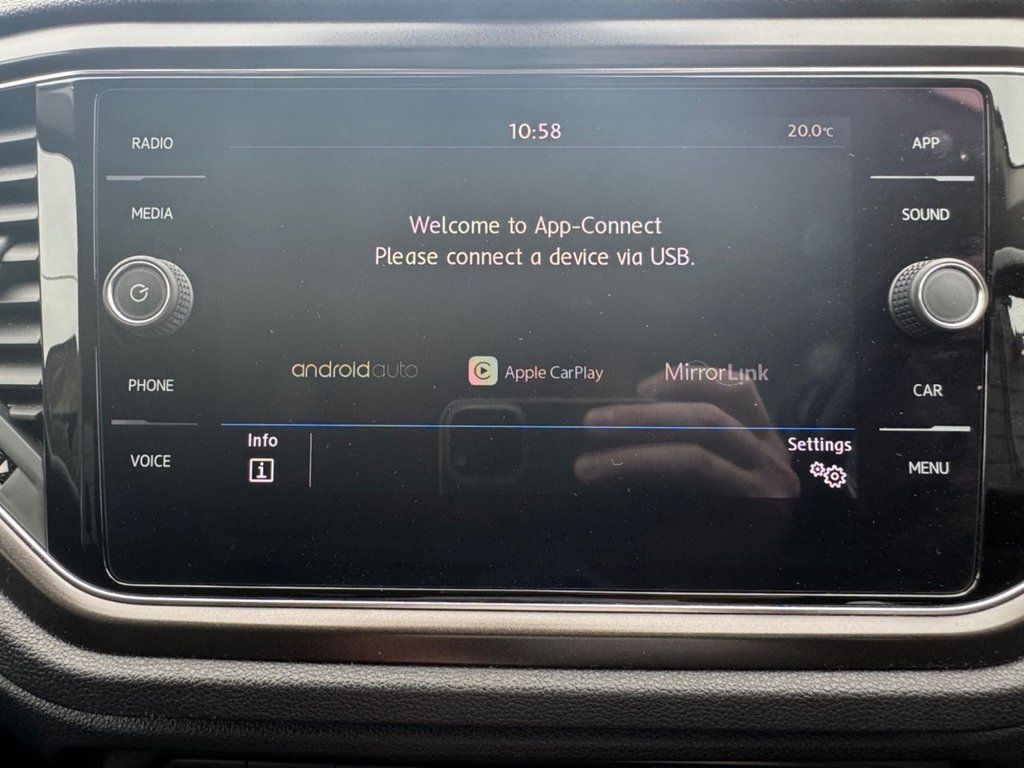 RADIO
MEDIA
PHONE
VOICE
10:58
20.0°C
Welcome to App-Connect
Please connect a device via USB.
androidauto
Apple CarPlay
MirrorLink
Info
Settings
APP
SOUND
CAR
MENU